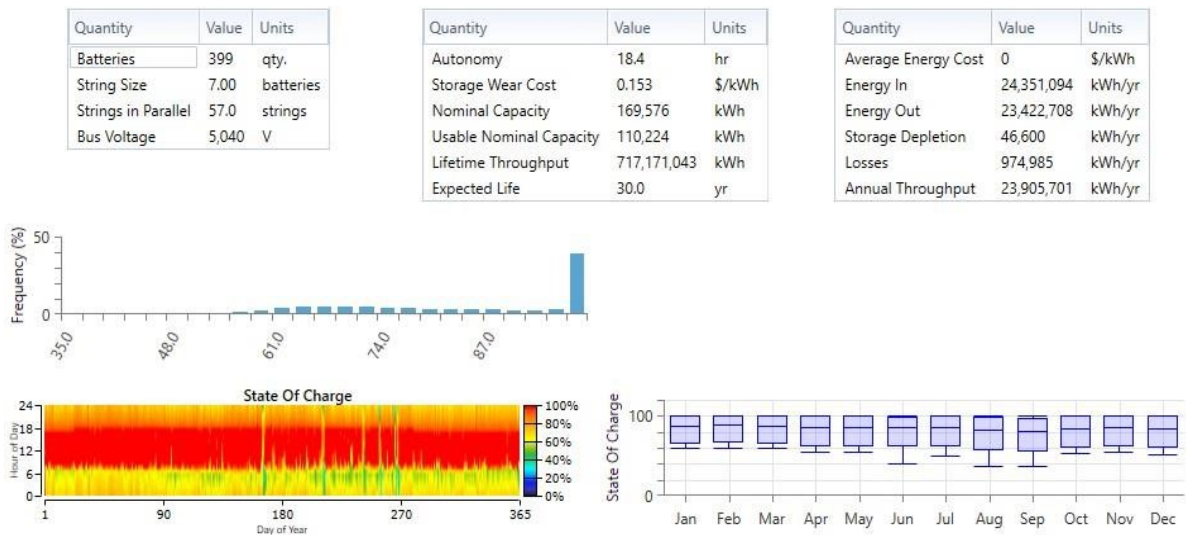 Quantity Value Units
Batteries 399 qty.
String Size 7.00 batteries
Strings in Parallel 57.0 strings
Bus Voltage 5,040 V
Quantity Value Units
Autonomy 18.4 hr
Storage Wear Cost 0.153 $/kWh
Nominal Capacity 169,576 kWh
Usable Nominal Capacity 110,224 kWh
Lifetime Throughput 717,171,043 kWh
Expected Life 30.0 yr
Quantity Value Units
Average Energy Cost 0 $/kWh
Energy In 24,351,094 kWh/yr
Energy Out 23,422,708 kWh/yr
Storage Depletion 46,600 kWh/yr
Losses 974,985 kWh/yr
Annual Throughput 23,905,701 kWh/yr
Frequency (%)
50
0
35.0 48.0 61.0 74.0 87.0
State Of Charge
Hour of Day
24
18
12
6
0
1 90 180 270 365
Day of Year
100%
80%
60%
40%
20%
0%
State Of Charge
100
0
Jan Feb Mar Apr May Jun Jul Aug Sep Oct Nov Dec